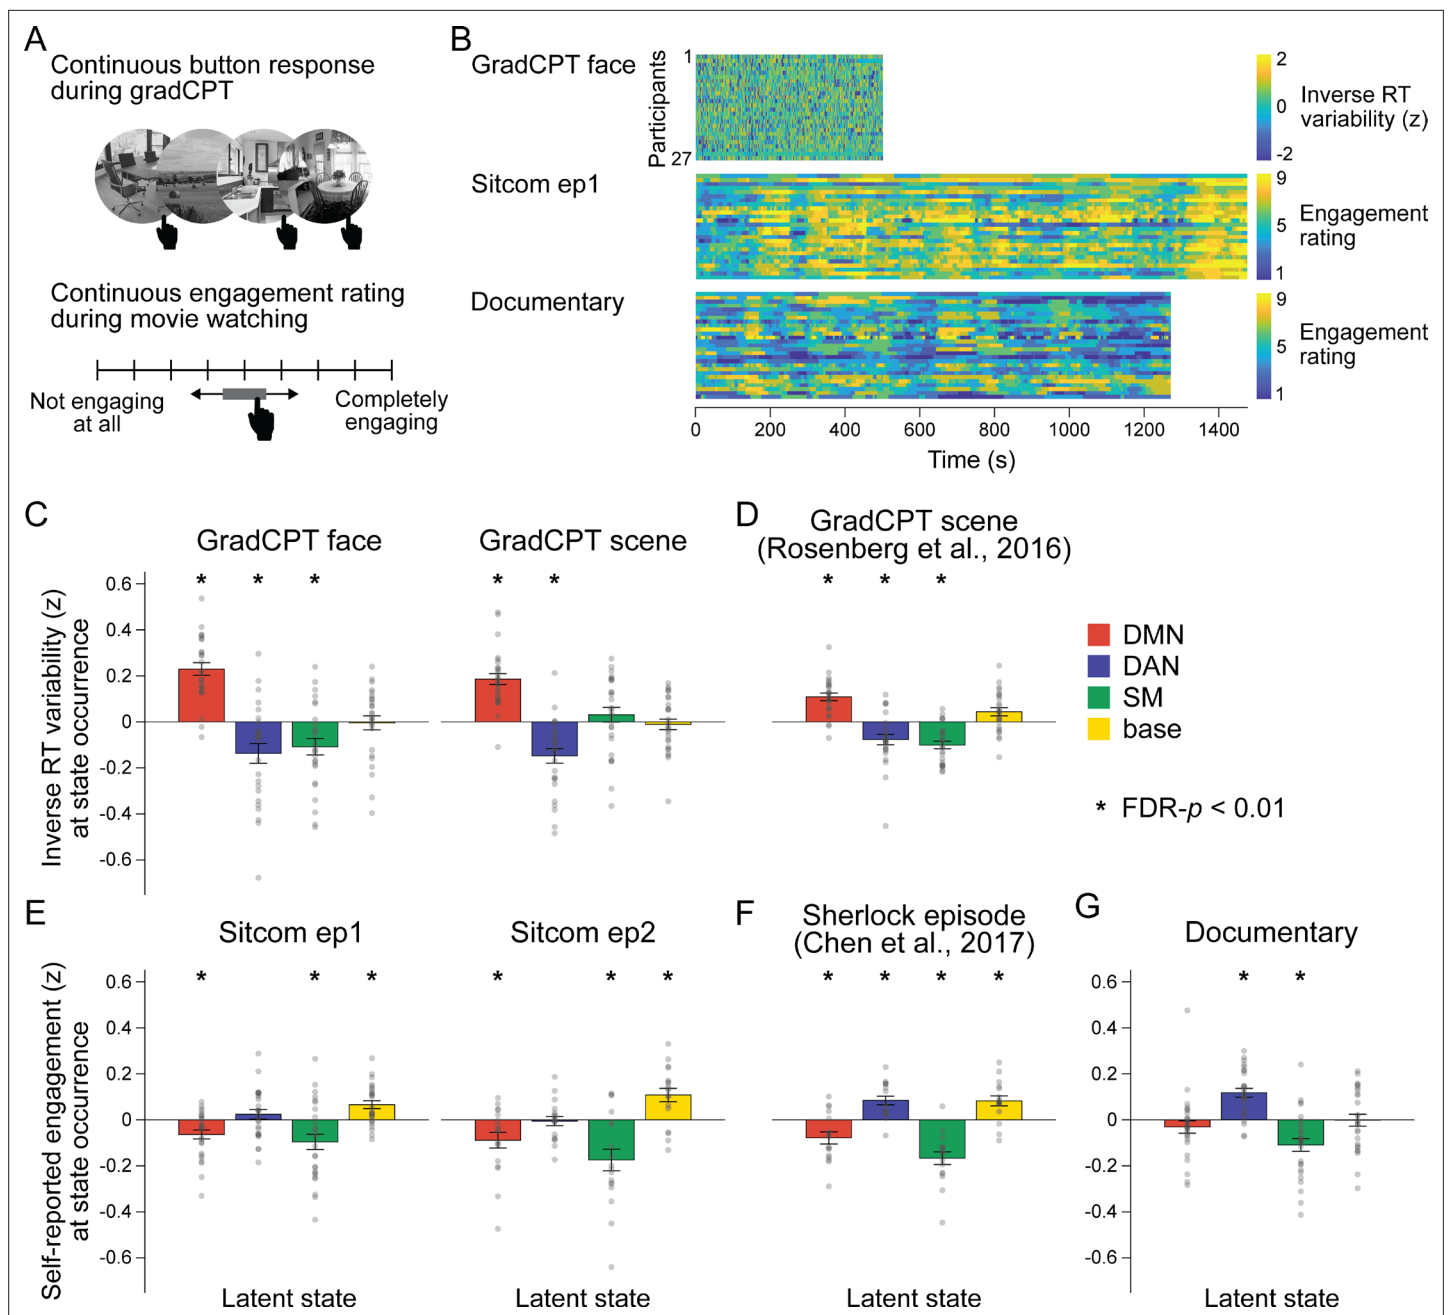 A
Continuous button response
during gradCPT
Continuous engagement rating
during movie watching
Not engaging
at all
Completely
engaging
B
GradCPT face
Participants
1
27
2
0
-2
Inverse RT
variability (z)
Sitcom ep1
9
5
1
Engagement
rating
Documentary
9
5
1
Engagement
rating
0 200 400 600 800 1000 1200 1400
Time (s)
C
GradCPT face
GradCPT scene
Inverse RT variability (z)
at state occurrence
0.6
0.4
0.2
0
-0.2
-0.4
-0.6
* * *
* *
D
GradCPT scene
(Rosenberg et al., 2016)
* * *
DMN
DAN
SM
base
* FDR-p < 0.01
E
Sitcom ep1
Sitcom ep2
Self-reported engagement (z)
at state occurrence
0.6
0.4
0.2
0
-0.2
-0.4
-0.6
* * *
* * *
Latent state
Latent state
F
Sherlock episode
(Chen et al., 2017)
* * * *
Latent state
G
Documentary
0.6
0.4
0.2
0
-0.2
-0.4
-0.6
* *
Latent state